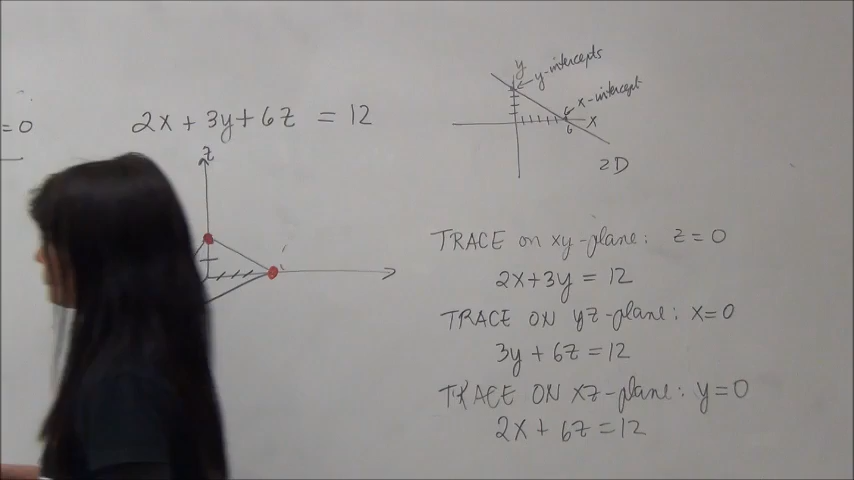 = 0
2x + 3y + 6z = 12
z
y
y-intercepts
x-intercept
6
x
2D
TRACE on xy-plane: z = 0
2x+3y = 12
TRACE ON yz-plane: x=0
3y + 6z = 12
TRACE ON xz-plane: y=0
2x + 6z = 12